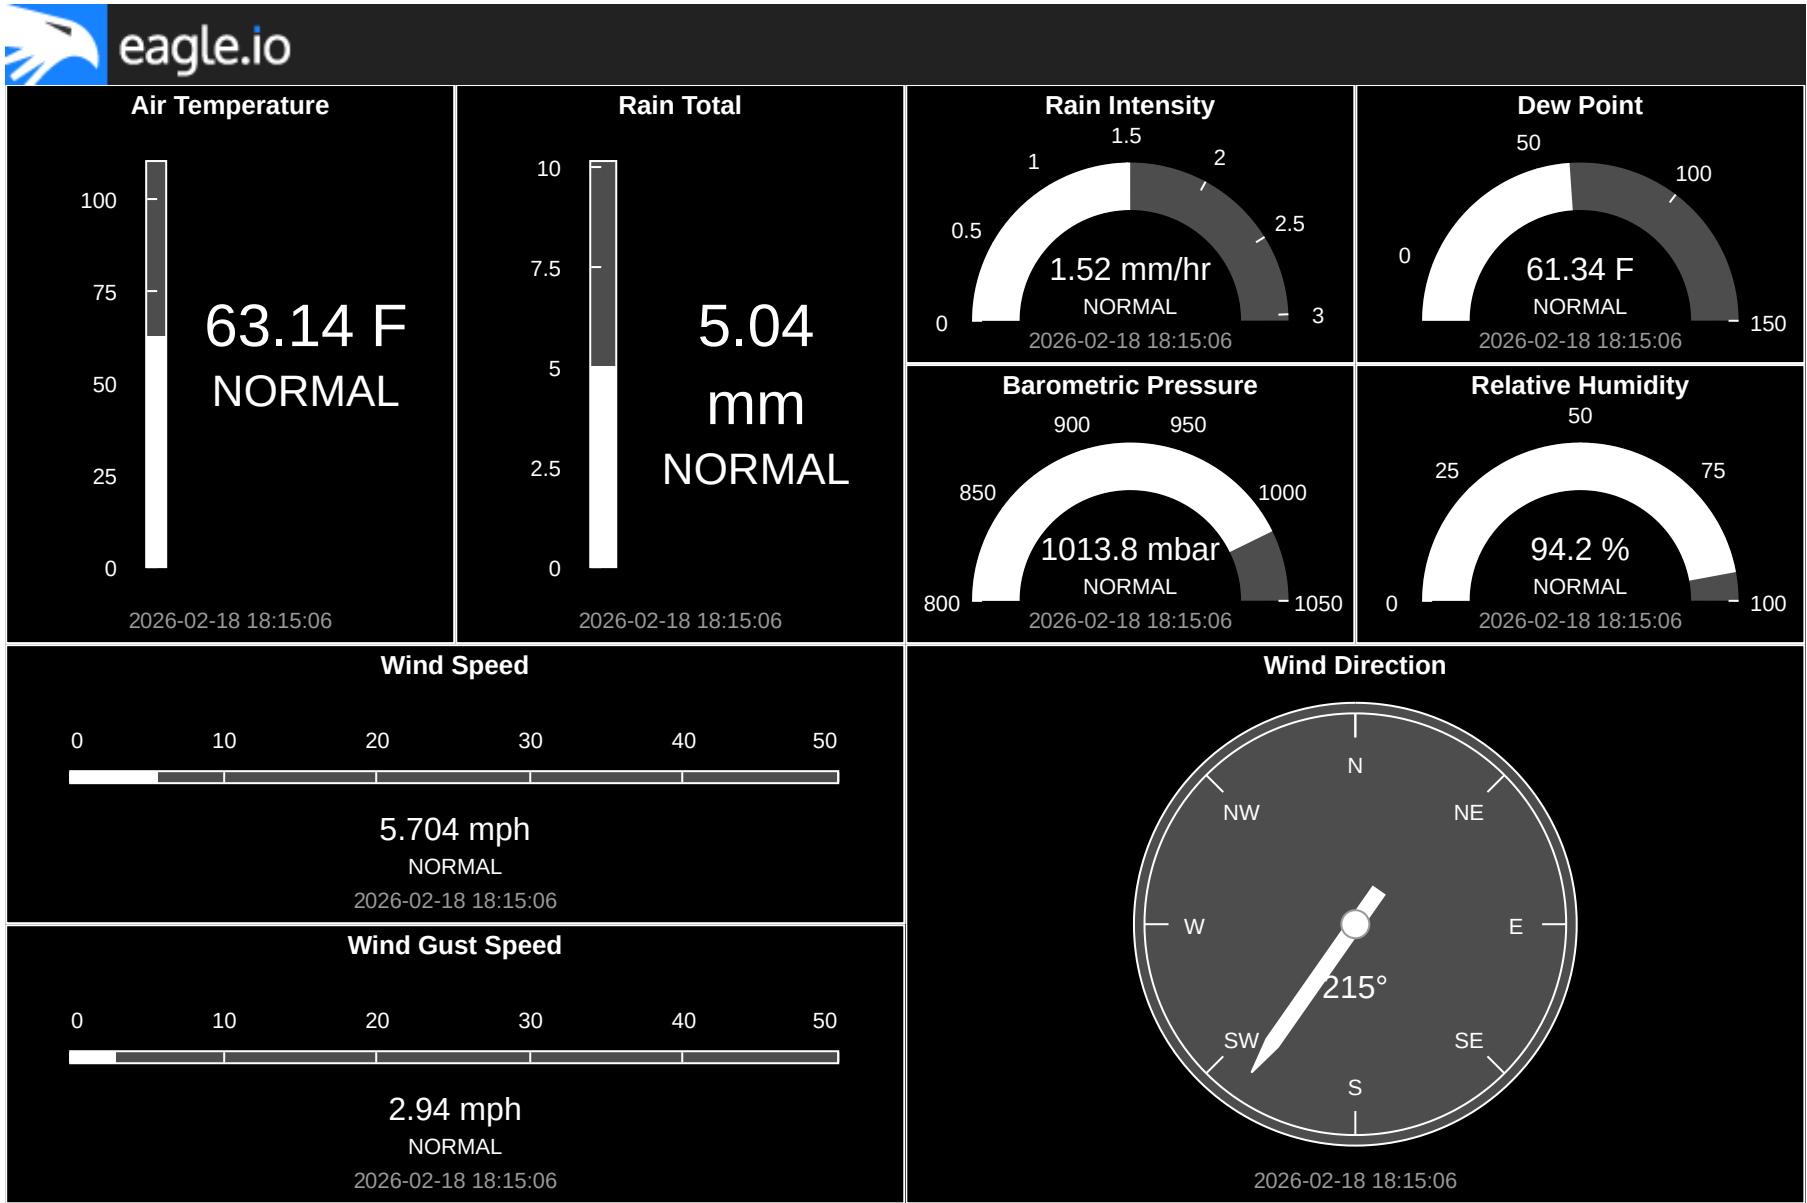 eagle.io
Air Temperature
100
75
50
25
0
63.14 F
NORMAL
2026-02-18 18:15:06
Rain Total
10
7.5
5
2.5
0
5.04
mm
NORMAL
2026-02-18 18:15:06
Rain Intensity
0
0.5
1
1.5
2
2.5
3
1.52 mm/hr
NORMAL
2026-02-18 18:15:06
Dew Point
0
50
100
150
61.34 F
NORMAL
2026-02-18 18:15:06
Barometric Pressure
800
850
900
950
1000
1050
1013.8 mbar
NORMAL
2026-02-18 18:15:06
Relative Humidity
0
25
50
75
100
94.2 %
NORMAL
2026-02-18 18:15:06
Wind Speed
0 10 20 30 40 50
5.704 mph
NORMAL
2026-02-18 18:15:06
Wind Gust Speed
0 10 20 30 40 50
2.94 mph
NORMAL
2026-02-18 18:15:06
Wind Direction
N
NW NE
W E
215°
SW SE
S
2026-02-18 18:15:06